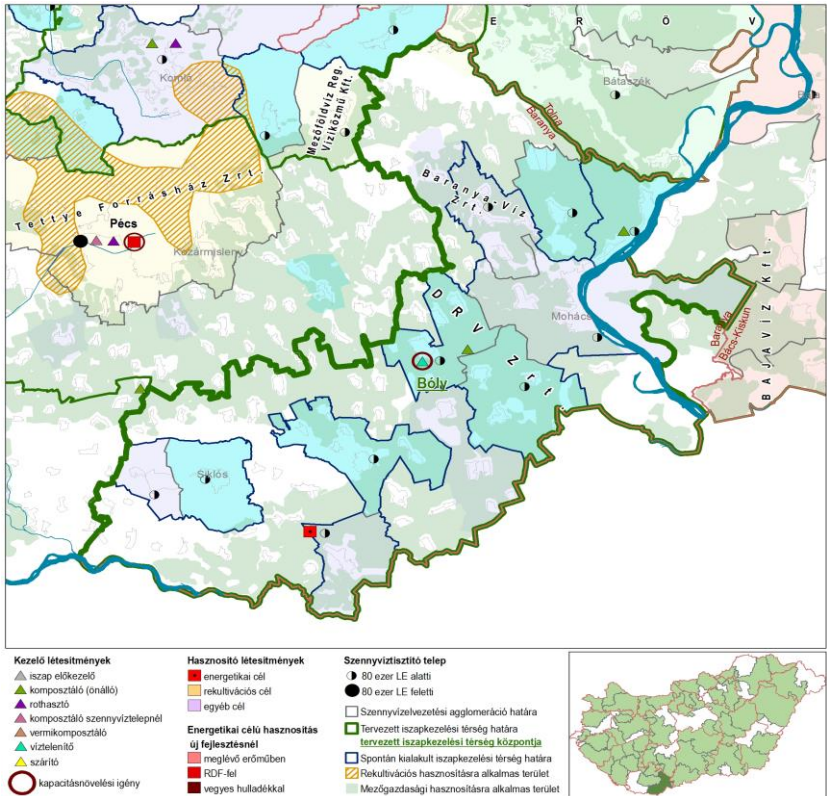 E R Ő V
Komló
Mezőföldvíz Reg.
Víziközmű Kft.
Bátaszék
Tolna
Baranya
Tettye Forrásház Zrt.
Baranya-Víz
Zrt.
Pécs
Kozármisleny
Mohács
DRV Zrt
Baranya
Bács-Kiskun
BAJAVÍZ Kft.
Bóly
Siklós
Kezelő létesítmények
iszap előkezelő
komposztáló (önálló)
rothasztó
komposztáló szennyvíztelepnél
vermikomposztáló
víztelenítő
szárító
kapacitásnövelési igény
Hasznosító létesítmények
energetikai cél
rekultivációs cél
egyéb cél
Energetikai célú hasznosítás
új fejlesztésnél
meglévő erőműben
RDF-fel
vegyes hulladékkal
Szennyvíztisztító telep
80 ezer LE alatti
80 ezer LE feletti
Szennyvízelvezetési agglomeráció határa
Tervezett iszapkezelési térség határa
tervezett iszapkezelési térség központja
Spontán kialakult iszapkezelési térség határa
Rekultivációs hasznosításra alkalmas terület
Mezőgazdasági hasznosításra alkalmas terület